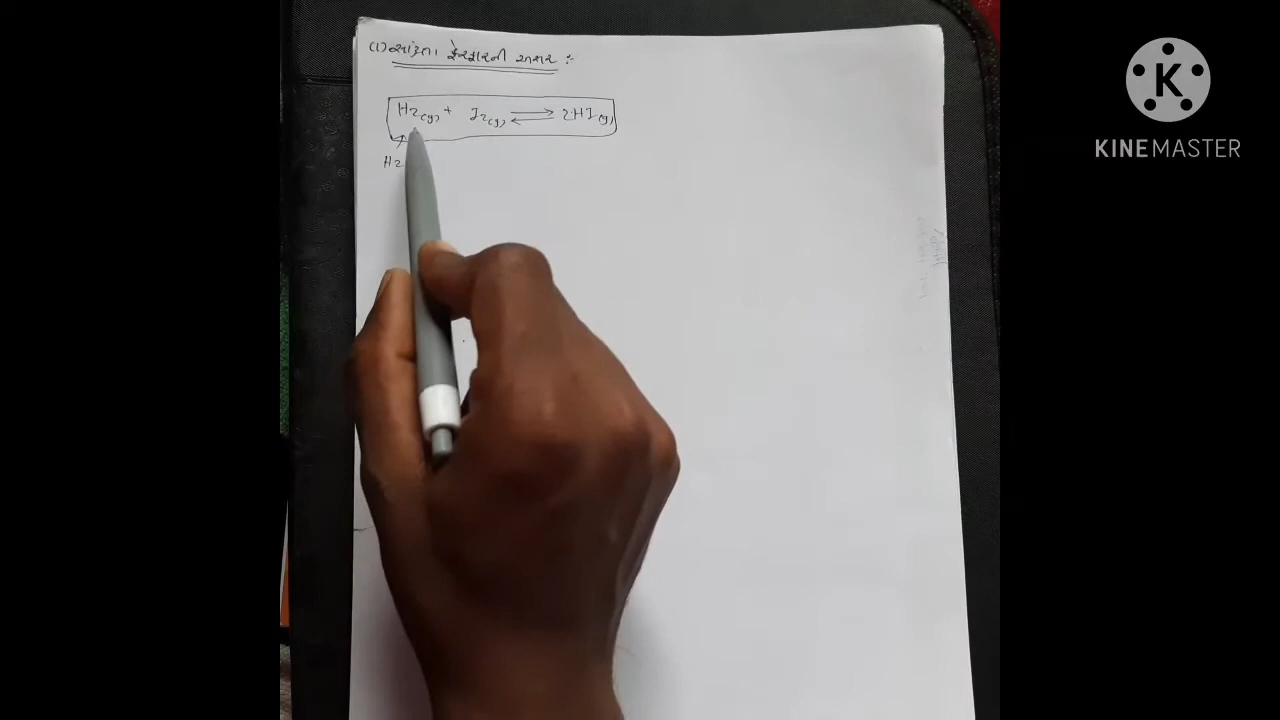 (1) સાંદ્રતા ફેરફારની અસર :-
H2(g) + I2(g) ⇌ 2HI(g)
H2
K
KINEMASTER